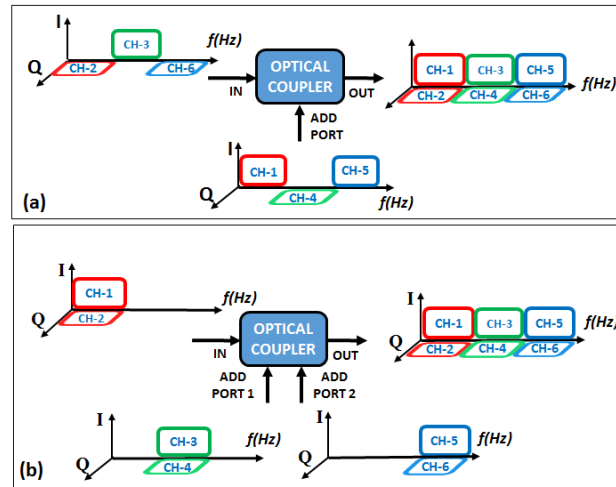 (a)
I
Q
f(Hz)
CH-3
CH-2
CH-6
IN
OPTICAL
COUPLER
OUT
ADD
PORT
CH-1
CH-3
CH-5
CH-2
CH-4
CH-6
f(Hz)
Q
CH-1
CH-5
CH-4
f(Hz)
(b)
I
Q
CH-1
CH-2
f(Hz)
IN
OPTICAL
COUPLER
OUT
ADD
PORT 1
ADD
PORT 2
I
Q
CH-1
CH-3
CH-5
CH-2
CH-4
CH-6
f(Hz)
I
Q
CH-3
CH-4
f(Hz)
I
Q
CH-5
CH-6
f(Hz)